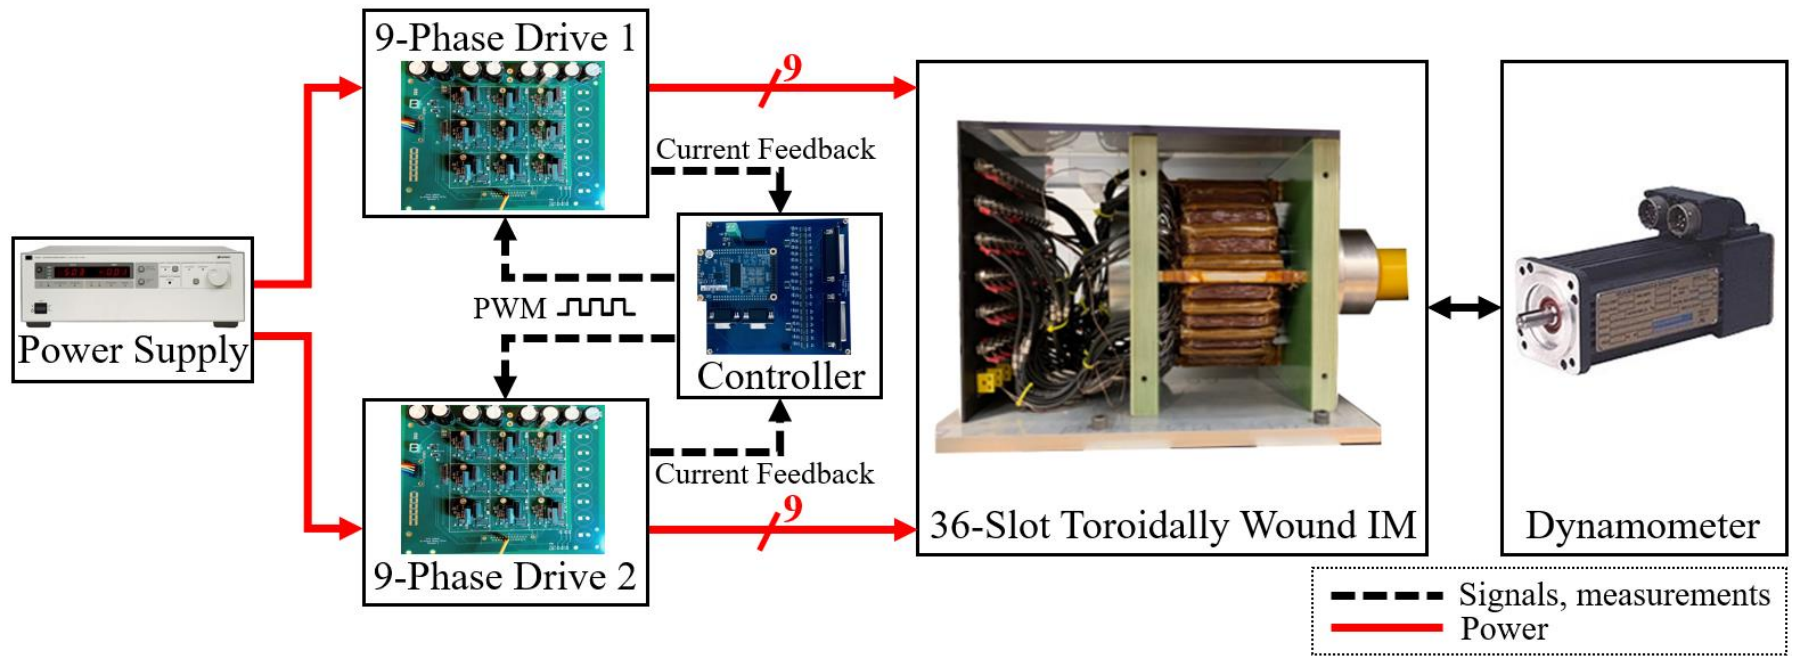 9-Phase Drive 1
9
Current Feedback
PWM
Power Supply
Controller
Current Feedback
9
9-Phase Drive 2
36-Slot Toroidally Wound IM
Dynamometer
Signals, measurements
Power